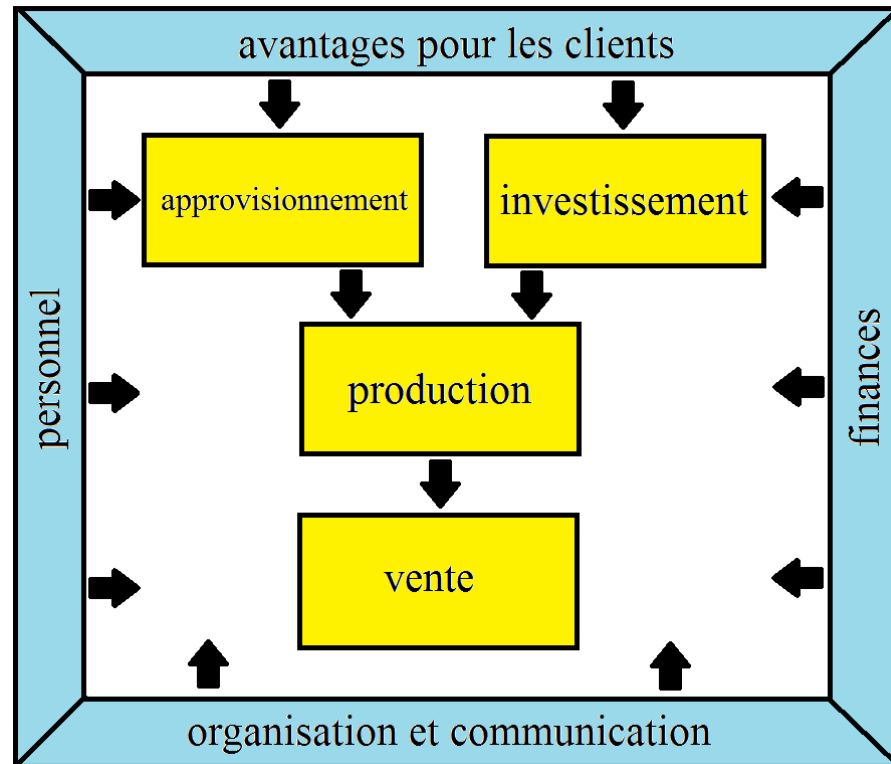 avantages pour les clients
approvisionnement
investissement
personnel
production
finances
vente
organisation et communication